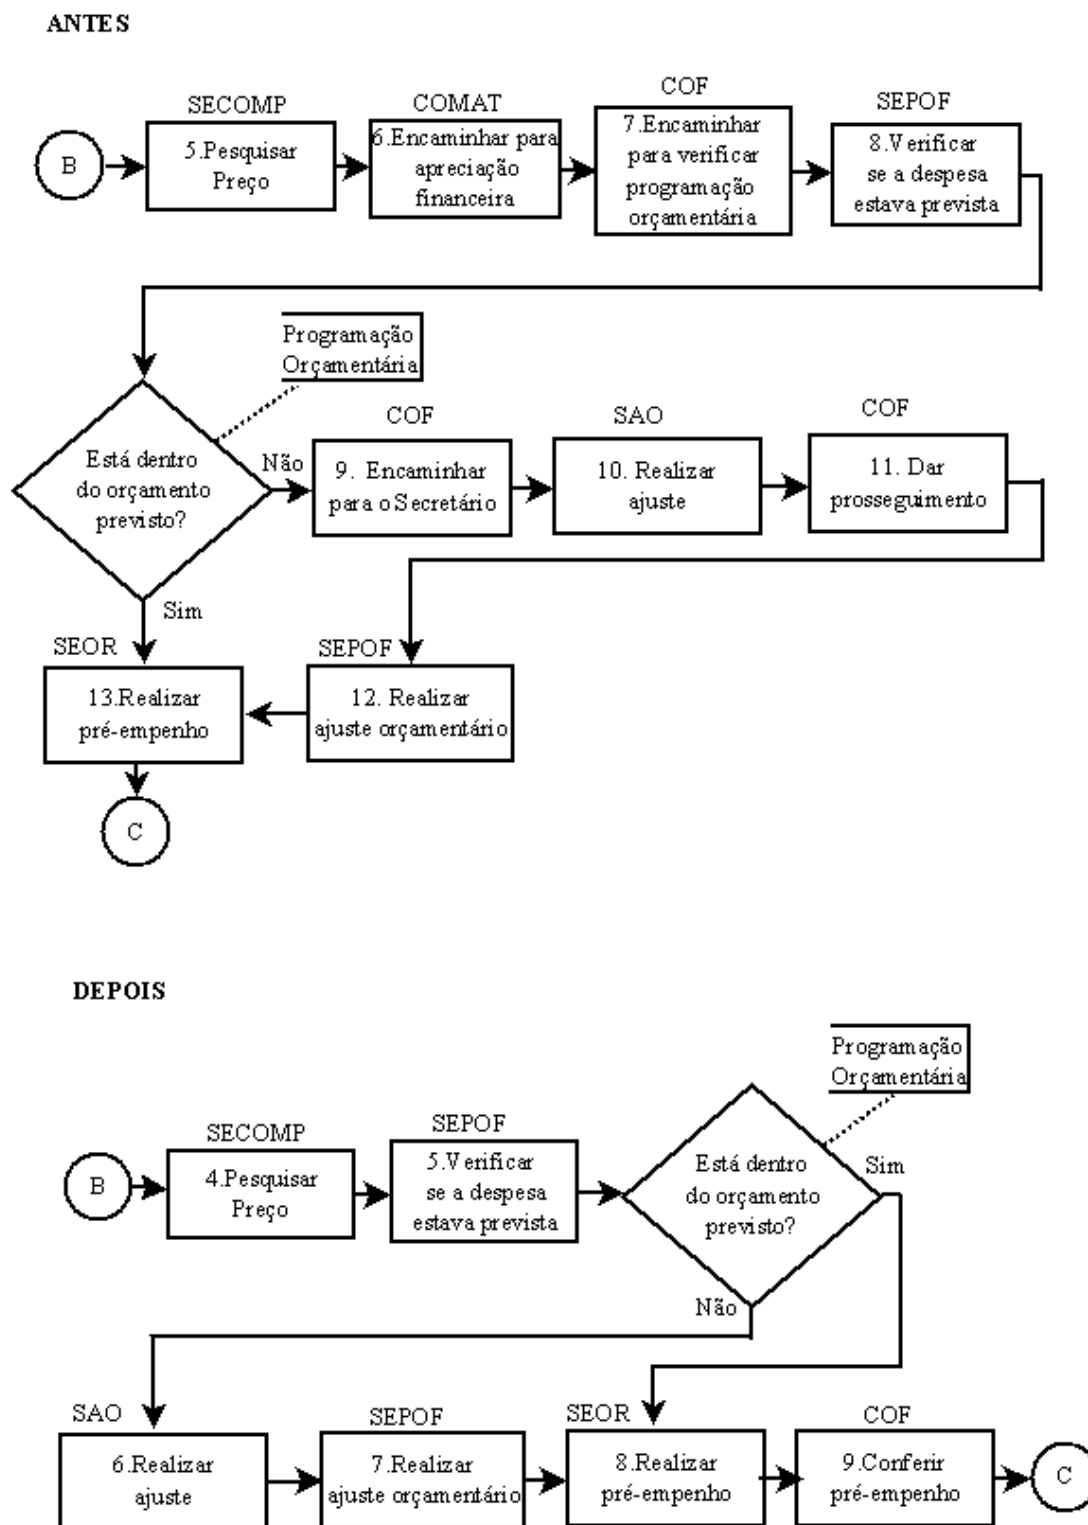 ANTES
SECOMP
COMAT
COF
SEPOF
B
5.Pesquisar
Preço
6.Encaminhar para
apreciação
financeira
7.Encaminhar
para verificar
programação
orçamentária
8.Verificar
se a despesa
estava prevista
Programação
Orçamentária
Está dentro
do orçamento
previsto?
Não
COF
9. Encaminhar
para o Secretário
SAO
10. Realizar
ajuste
COF
11. Dar
prosseguimento
Sim
SEOR
13.Realizar
pré-empenho
SEPOF
12. Realizar
ajuste orçamentário
C
DEPOIS
Programação
Orçamentária
B
SECOMP
4.Pesquisar
Preço
SEPOF
5.Verificar
se a despesa
estava prevista
Está dentro
do orçamento
previsto?
Sim
Não
SAO
6.Realizar
ajuste
SEPOF
7.Realizar
ajuste orçamentário
SEOR
8.Realizar
pré-empenho
COF
9.Conferir
pré-empenho
C